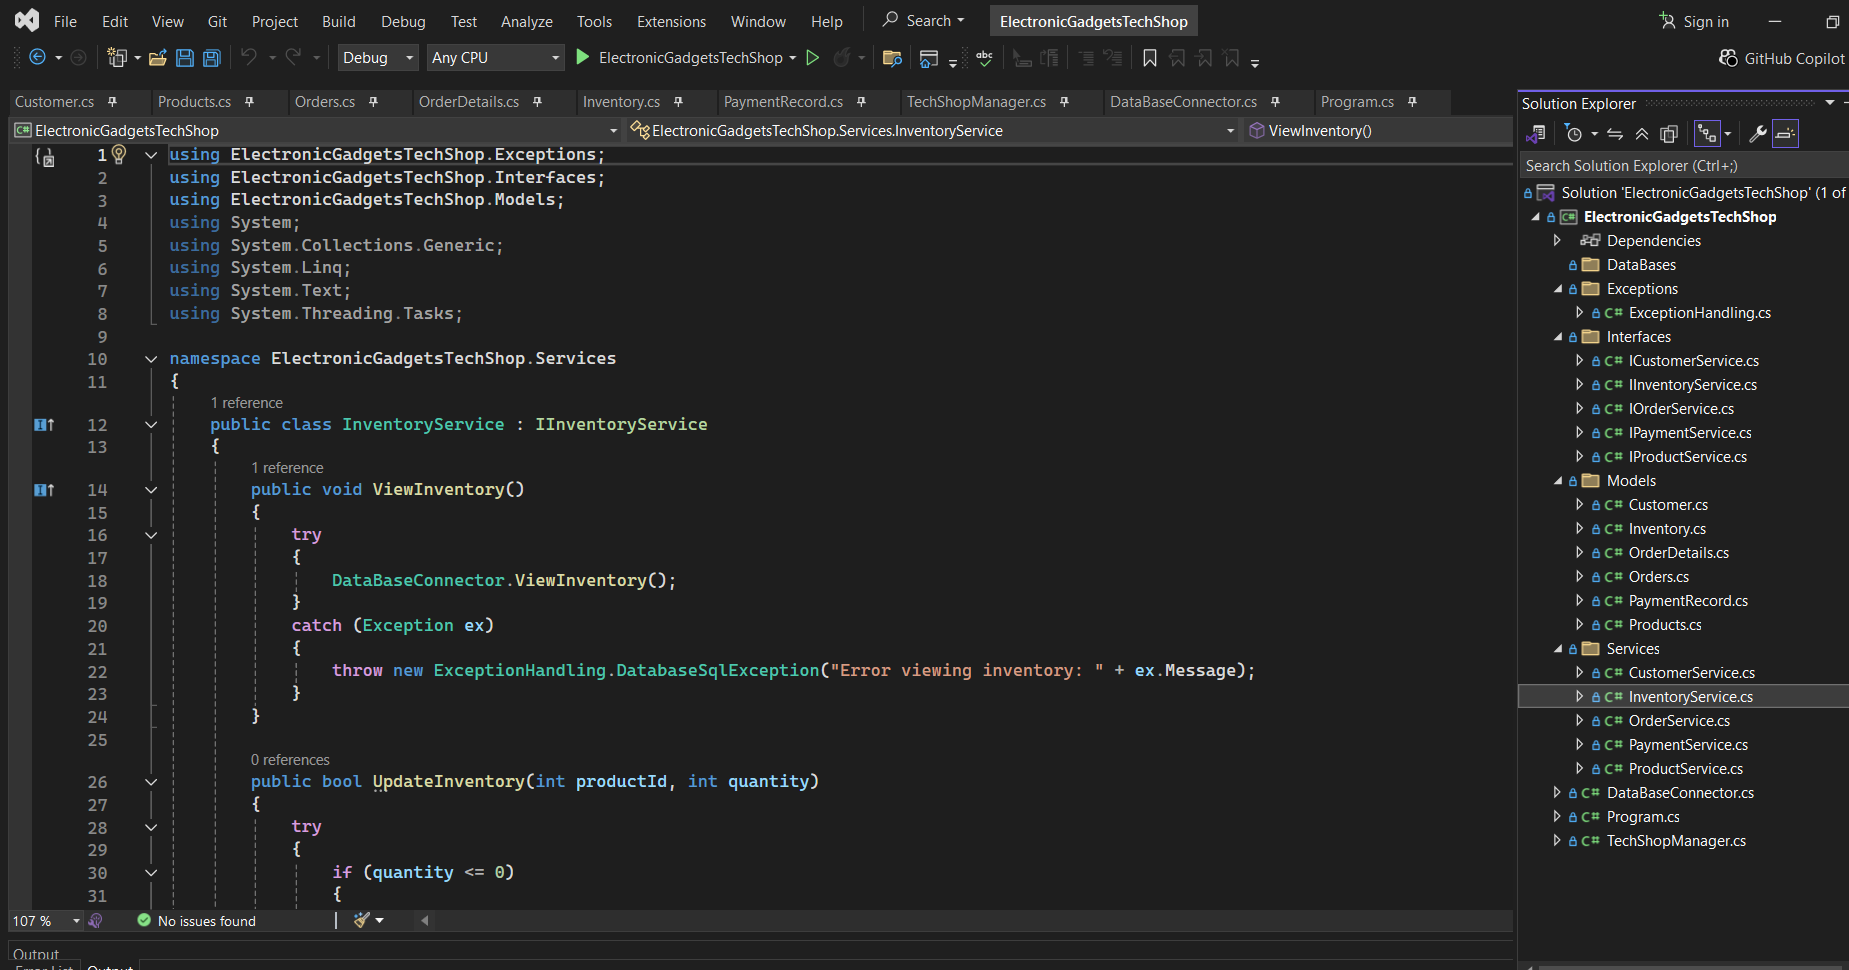 File Edit View Git Project Build Debug Test Analyze Tools Extensions Window Help Search ElectronicGadgetsTechShop Sign in
Debug Any CPU ElectronicGadgetsTechShop abc GitHub Copilot
Customer.cs Products.cs Orders.cs OrderDetails.cs Inventory.cs PaymentRecord.cs TechShopManager.cs DataBaseConnector.cs Program.cs
C# ElectronicGadgetsTechShop ElectronicGadgetsTechShop.Services.InventoryService ViewInventory()
1 using ElectronicGadgetsTechShop.Exceptions;
2 using ElectronicGadgetsTechShop.Interfaces;
3 using ElectronicGadgetsTechShop.Models;
4 using System;
5 using System.Collections.Generic;
6 using System.Linq;
7 using System.Text;
8 using System.Threading.Tasks;
9
10 namespace ElectronicGadgetsTechShop.Services
11 {
1 reference
12 public class InventoryService : IInventoryService
13 {
1 reference
14 public void ViewInventory()
15 {
16 try
17 {
18 DataBaseConnector.ViewInventory();
19 }
20 catch (Exception ex)
21 {
22 throw new ExceptionHandling.DatabaseSqlException("Error viewing inventory: " + ex.Message);
23 }
24 }
25
0 references
26 public bool UpdateInventory(int productId, int quantity)
27 {
28 try
29 {
30 if (quantity <= 0)
31 {
107 % No issues found
Output
Error List Output
Solution Explorer
Search Solution Explorer (Ctrl+;)
Solution 'ElectronicGadgetsTechShop' (1 of
C# ElectronicGadgetsTechShop
Dependencies
DataBases
Exceptions
C# ExceptionHandling.cs
Interfaces
C# ICustomerService.cs
C# IInventoryService.cs
C# IOrderService.cs
C# IPaymentService.cs
C# IProductService.cs
Models
C# Customer.cs
C# Inventory.cs
C# OrderDetails.cs
C# Orders.cs
C# PaymentRecord.cs
C# Products.cs
Services
C# CustomerService.cs
C# InventoryService.cs
C# OrderService.cs
C# PaymentService.cs
C# ProductService.cs
C# DataBaseConnector.cs
C# Program.cs
C# TechShopManager.cs